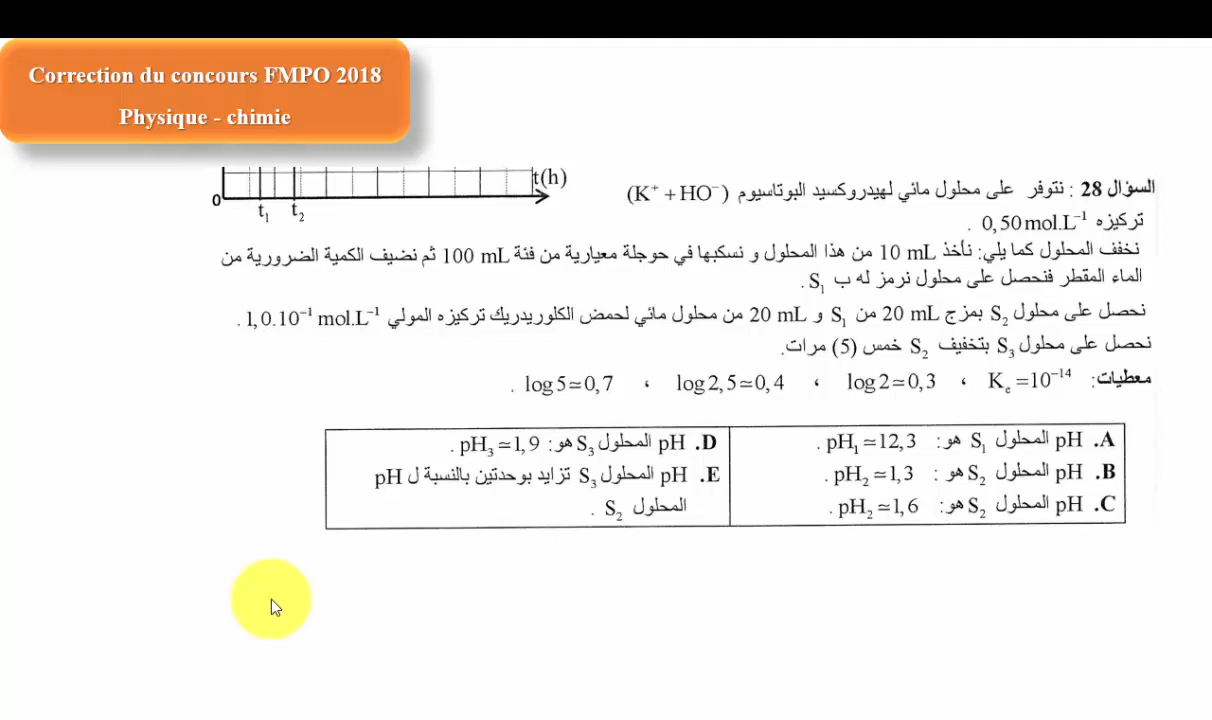 Correction du concours FMPO 2018
Physique - chimie
t(h)
0
t₁ t₂
السؤال 28 : نتوفر على محلول مائي لهيدروكسيد البوتاسيوم (K⁺ + HO⁻)
تركيزه 0,50 mol.L⁻¹ .
نخفف المحلول كما يلي: نأخذ 10 mL من هذا المحلول و نسكبها في حوجلة معيارية من فئة 100 mL ثم نضيف الكمية الضرورية من
الماء المقطر فنحصل على محلول نرمز له ب S₁ .
نحصل على محلول S₂ بمزج 20 mL من S₁ و 20 mL من محلول مائي لحمض الكلوريدريك تركيزه المولي 1,0.10⁻¹ mol.L⁻¹ .
نحصل على محلول S₃ بتخفيف S₂ خمس (5) مرات.
معطيات: Kₑ =10⁻¹⁴ ، log2≃0,3 ، log2,5≃0,4 ، log5≃0,7 .
A. pH المحلول S₁ هو: pH₁≃12,3 .
B. pH المحلول S₂ هو : pH₂≃1,3 .
C. pH المحلول S₂ هو: pH₂≃1,6 .
D. pH المحلول S₃ هو: pH₃≃1,9 .
E. pH المحلول S₃ تزايد بوحدتين بالنسبة ل pH
المحلول S₂ .